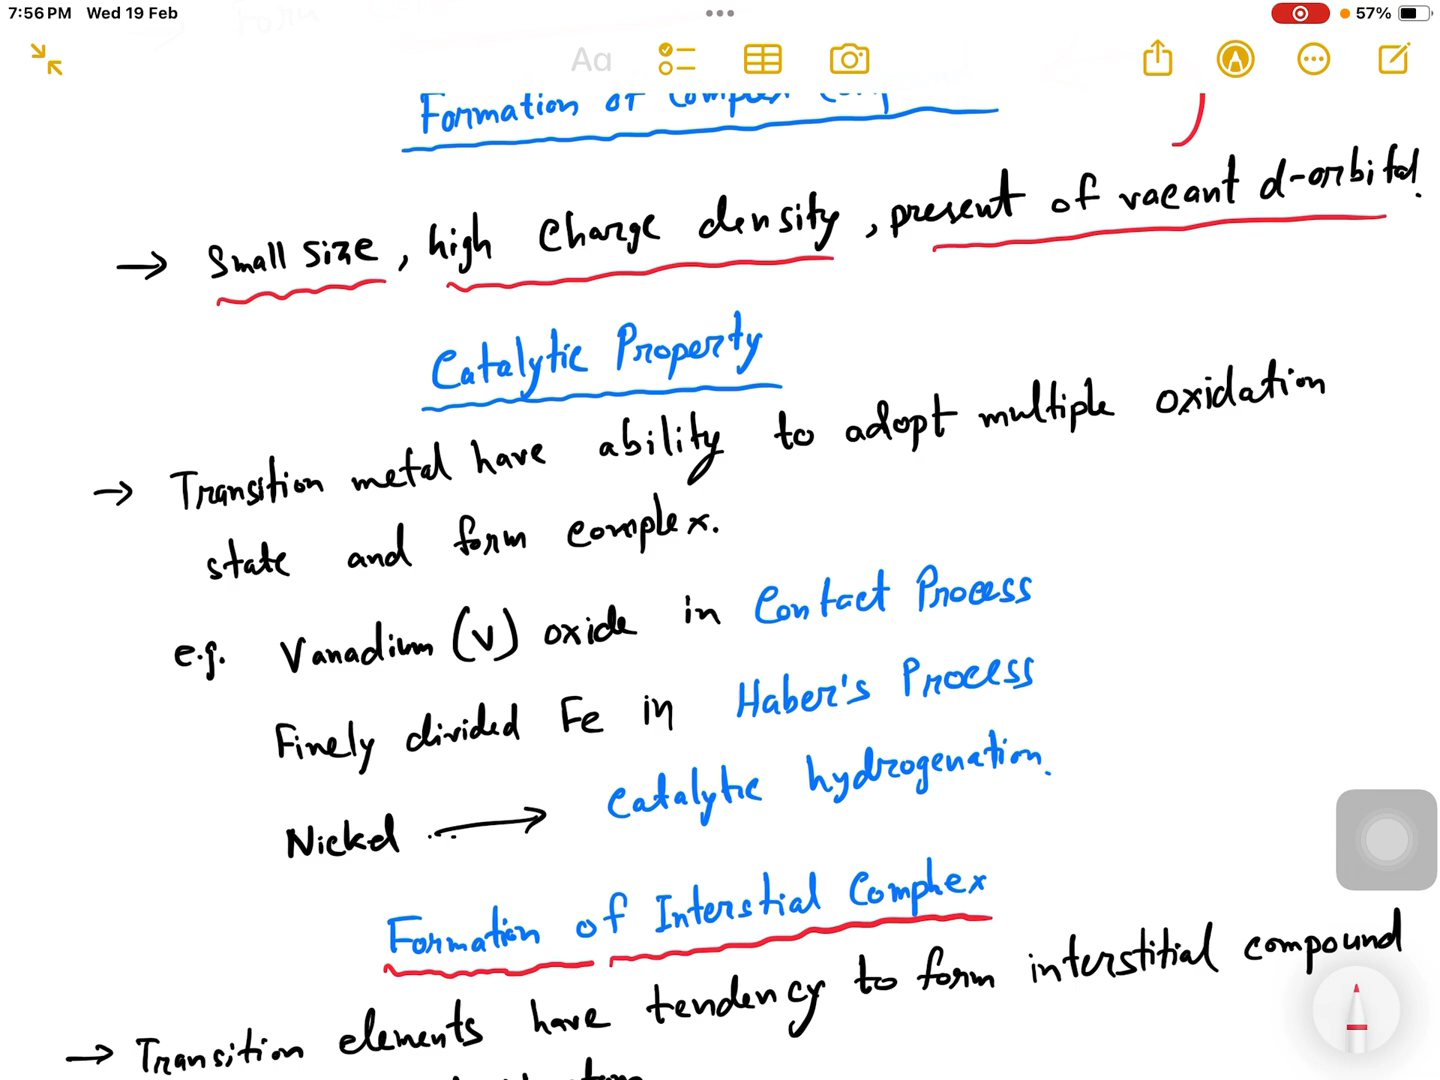 7:56 PM Wed 19 Feb
57%
Aa
Formation of Complex
→ Small size, high charge density, present of vacant d-orbital.
Catalytic Property
→ Transition metal have ability to adopt multiple oxidation
state and form complex.
e.g. Vanadium (V) oxide in Contact Process
Finely divided Fe in Haber's Process
Nickel → Catalytic hydrogenation.
Formation of Interstial Complex
→ Transition elements have tendency to form interstitial compound